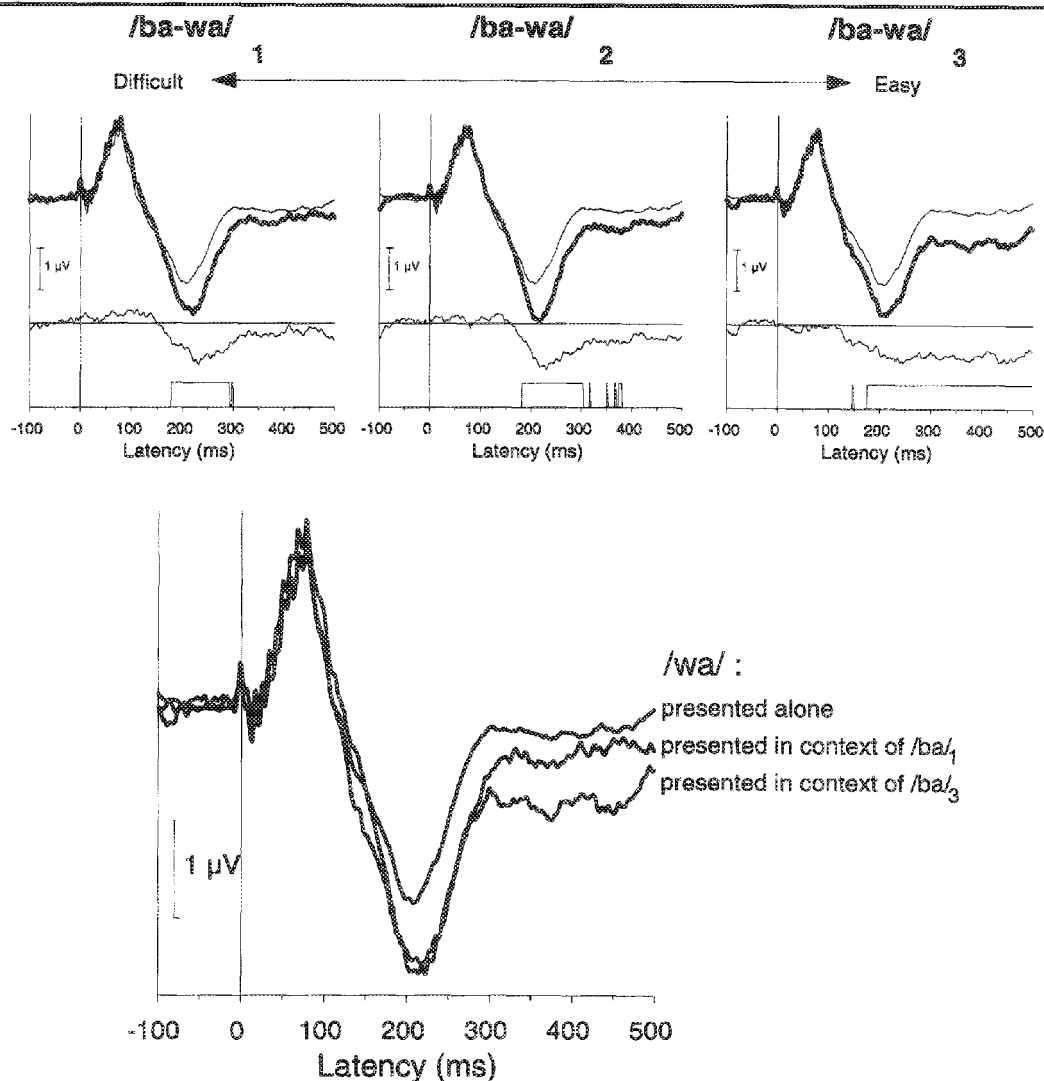 /ba-wa/ 1 /ba-wa/ 2 /ba-wa/ 3
Difficult Easy
1 µV 1 µV 1 µV
-100 0 100 200 300 400 500 -100 0 100 200 300 400 500 -100 0 100 200 300 400 500
Latency (ms) Latency (ms) Latency (ms)
/wa/ :
presented alone
presented in context of /ba/1
presented in context of /ba/3
1 µV
-100 0 100 200 300 400 500
Latency (ms)